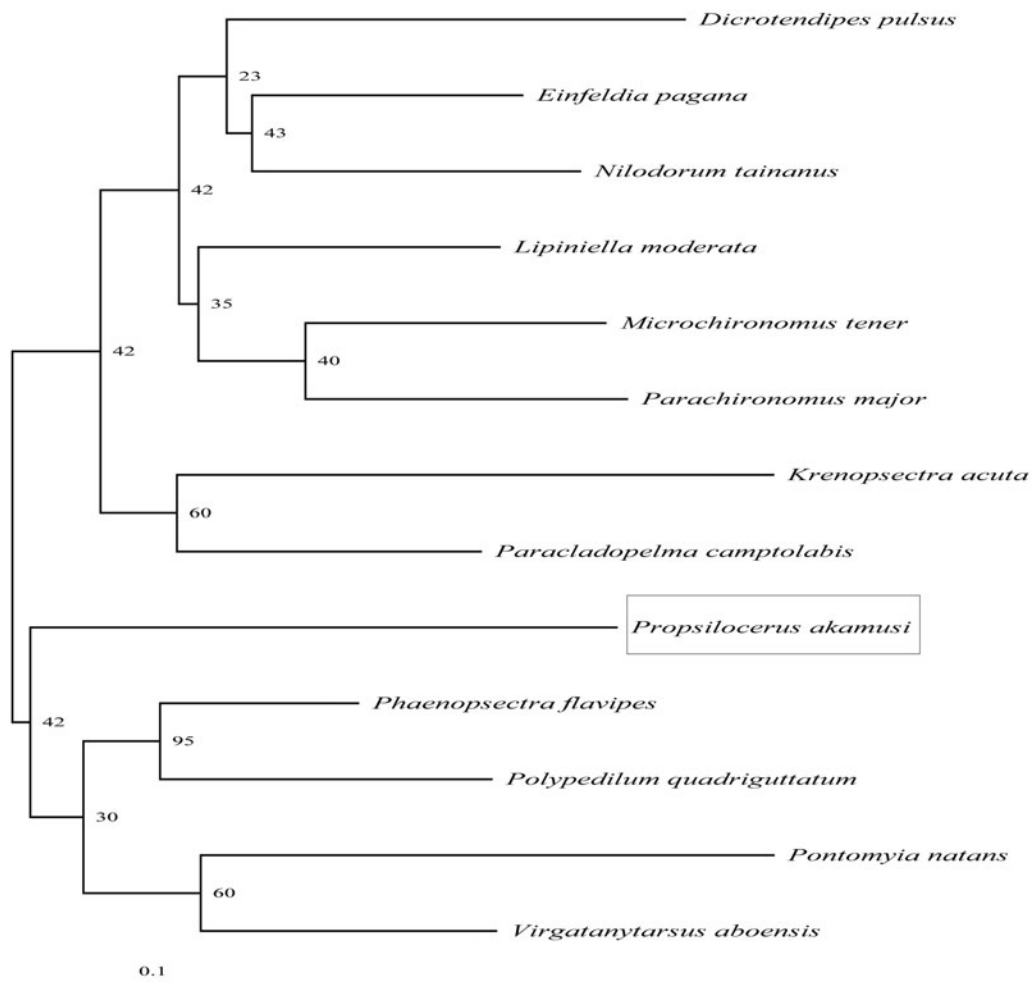 Dicrotendipes pulsus
23
Einfeldia pagana
43
Nilodorum tainanus
42
Lipiniella moderata
35
Microchironomus tener
42
40
Parachironomus major
Krenopsectra acuta
60
Paracladopelma camptolabis
Propsilocerus akamusi
Phaenopsectra flavipes
42
95
Polypedilum quadriguttatum
30
Pontomyia natans
60
Virgatanytarsus aboensis
0.1